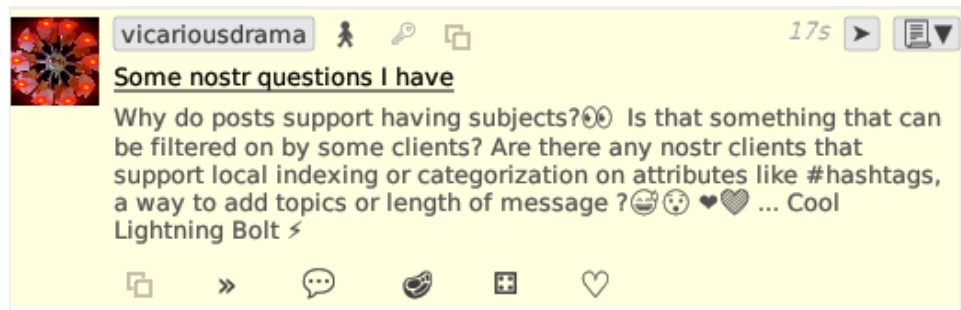 vicariousdrama 17s
Some nostr questions I have
Why do posts support having subjects?👀 Is that something that can
be filtered on by some clients? Are there any nostr clients that
support local indexing or categorization on attributes like #hashtags,
a way to add topics or length of message ?😅😯 ❤💜 ... Cool
Lightning Bolt ⚡